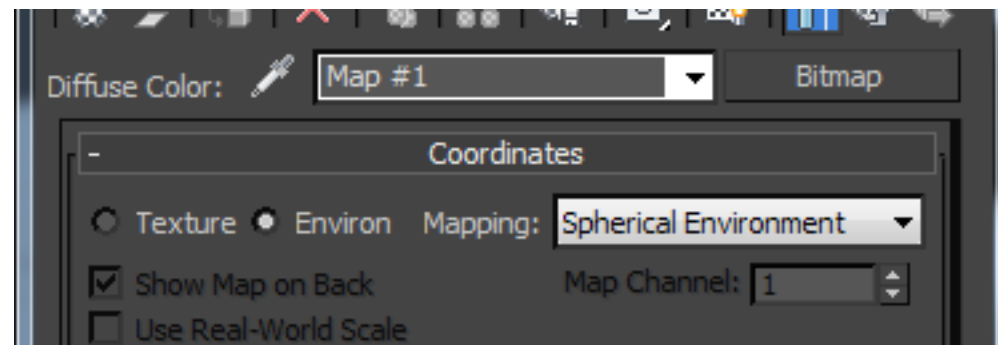 Diffuse Color: Map #1 Bitmap
- Coordinates
Texture Environ Mapping: Spherical Environment
Show Map on Back Map Channel: 1
Use Real-World Scale